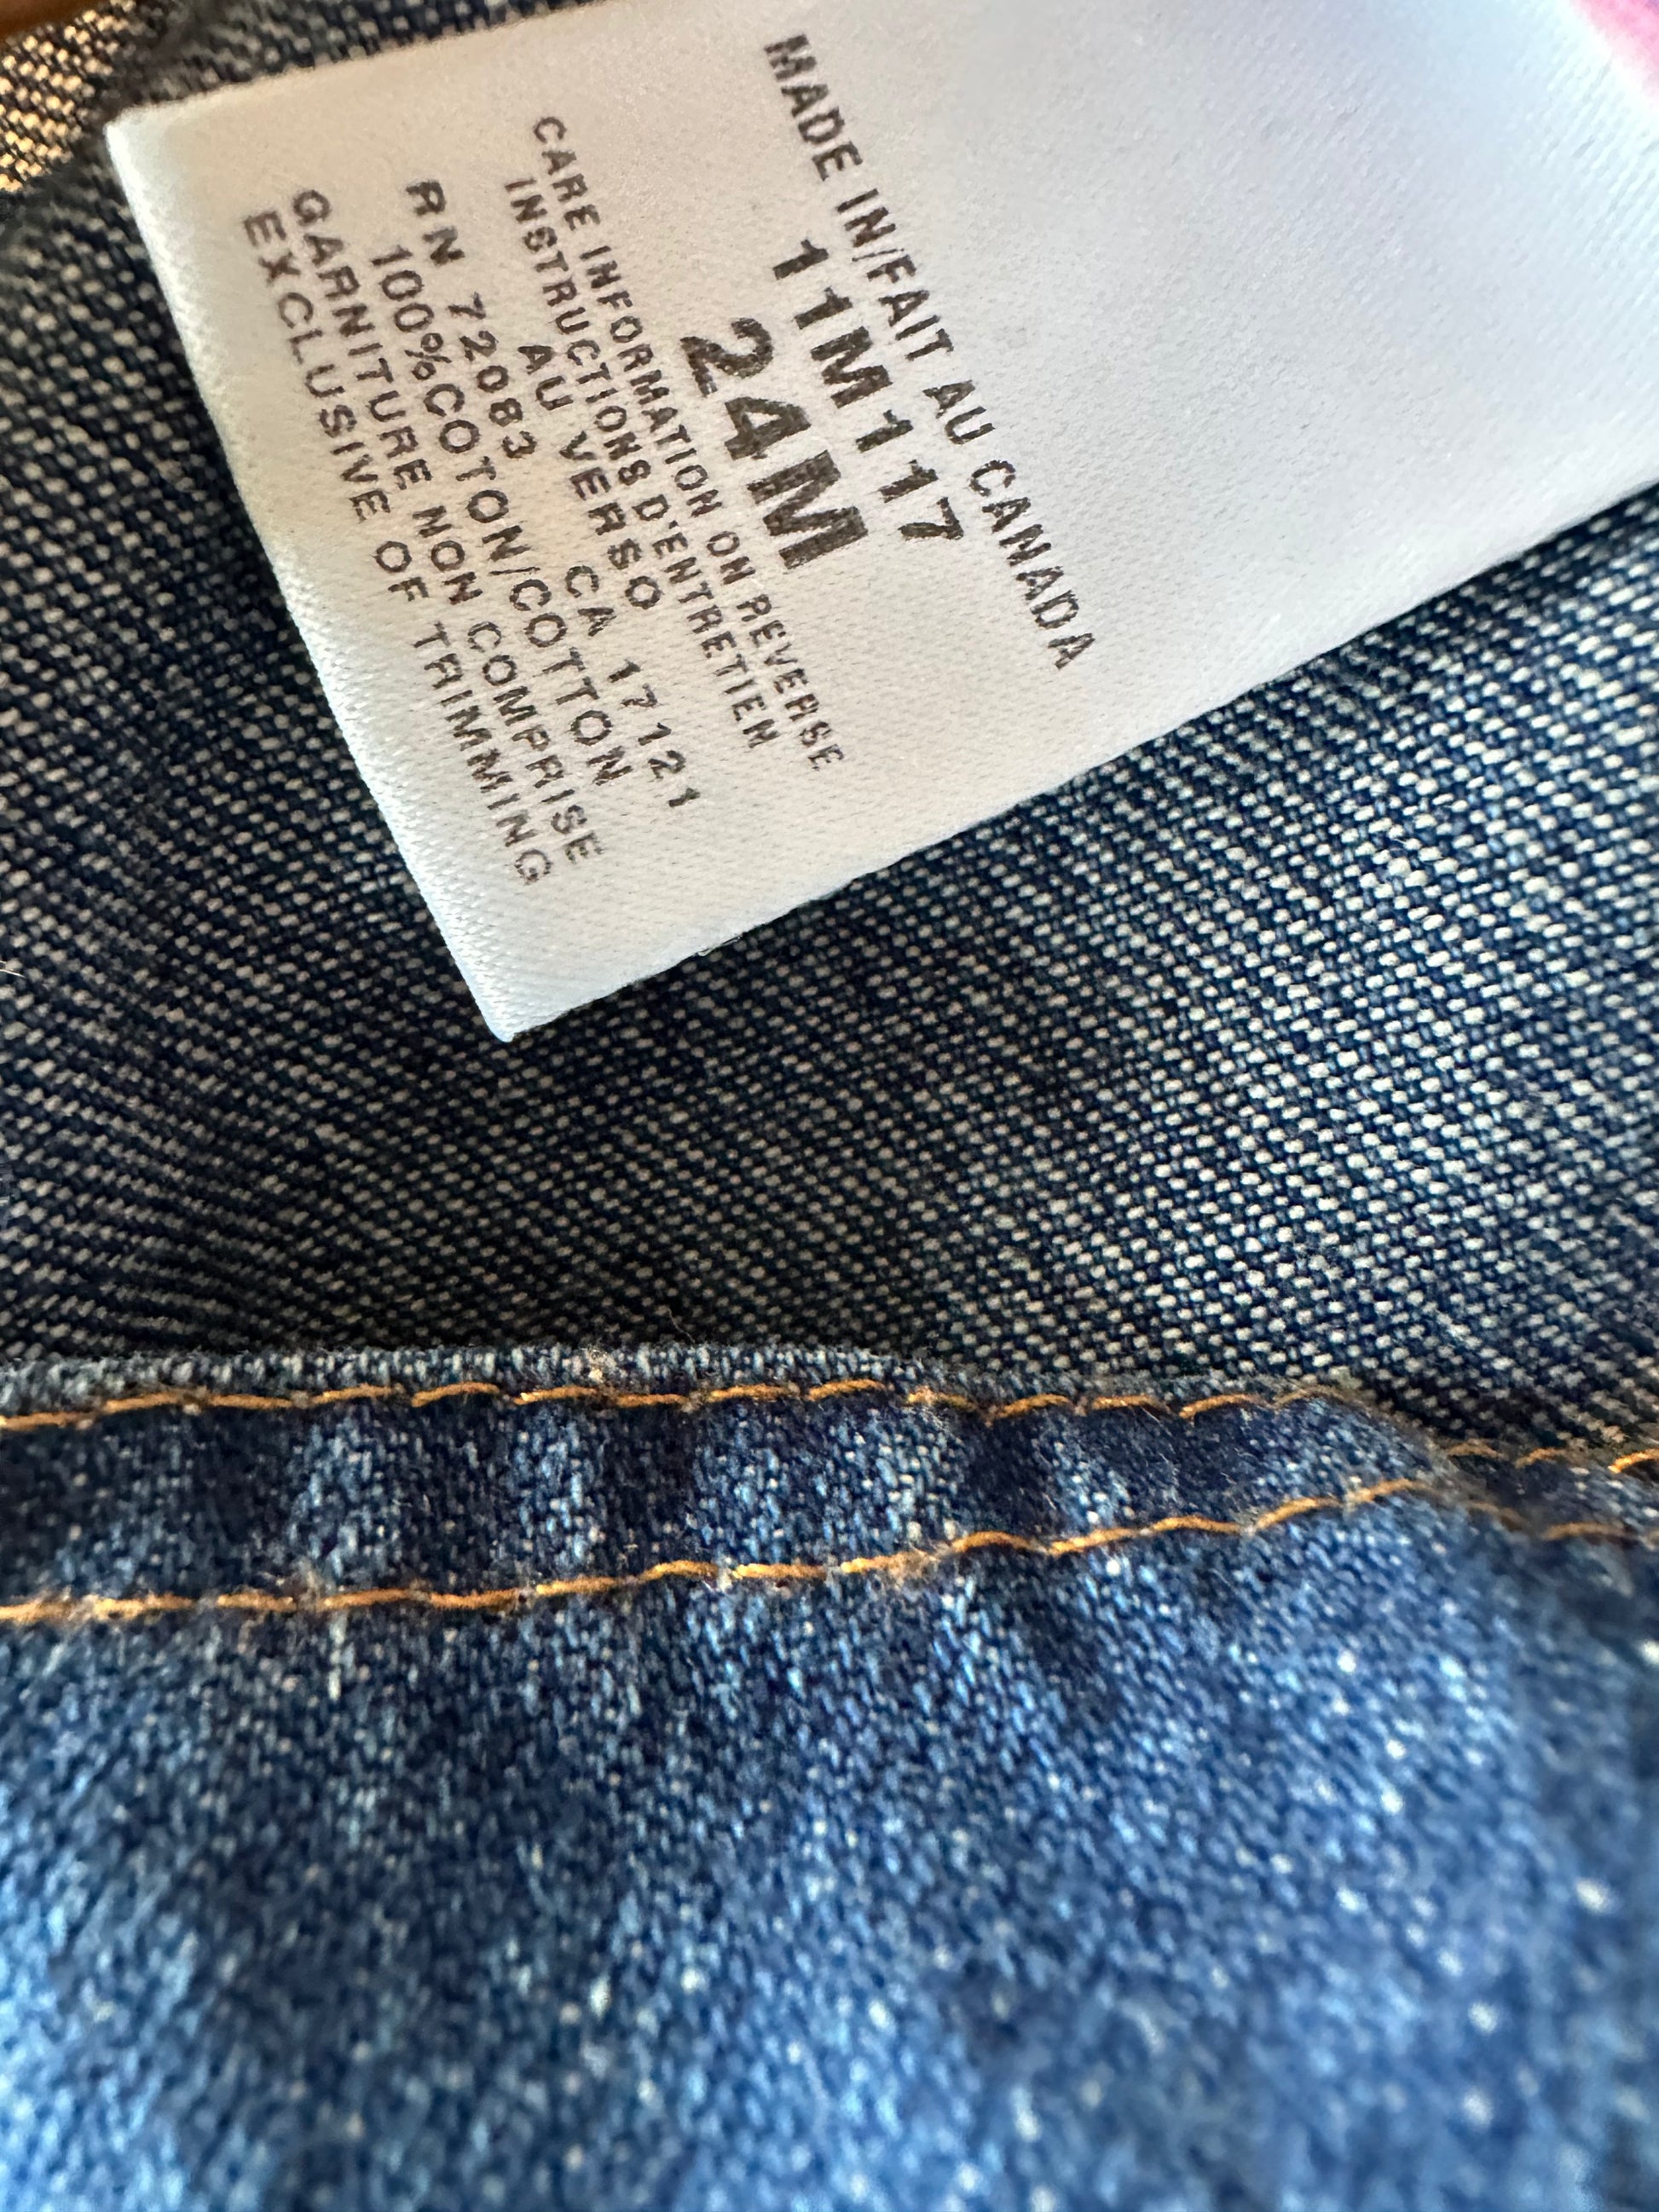 MADE IN/FAIT AU CANADA
11M117
24M
CARE INFORMATION ON REVERSE
INSTRUCTIONS D'ENTRETIEN
AU VERSO
RN 72083 CA 17121
100%COTON/COTTON
GARNITURE NON COMPRISE
EXCLUSIVE OF TRIMMING